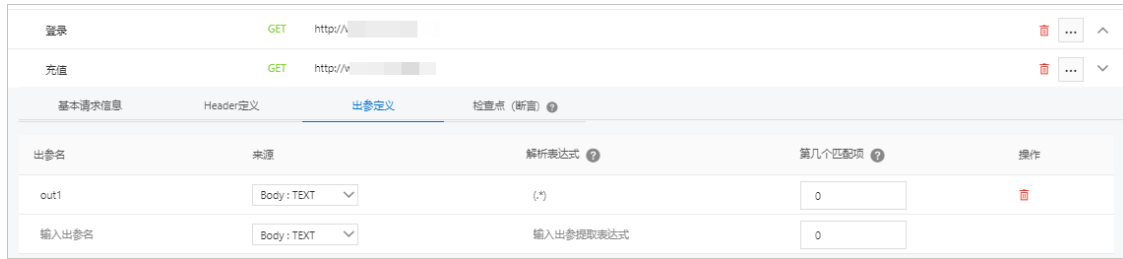 登录 GET http:// ...
充值 GET http:// ...
基本请求信息 Header定义 出参定义 检查点（断言） ?
出参名 来源 解析表达式 ? 第几个匹配项 ? 操作
out1 Body : TEXT (.*) 0
输入出参名 Body : TEXT 输入出参提取表达式 0